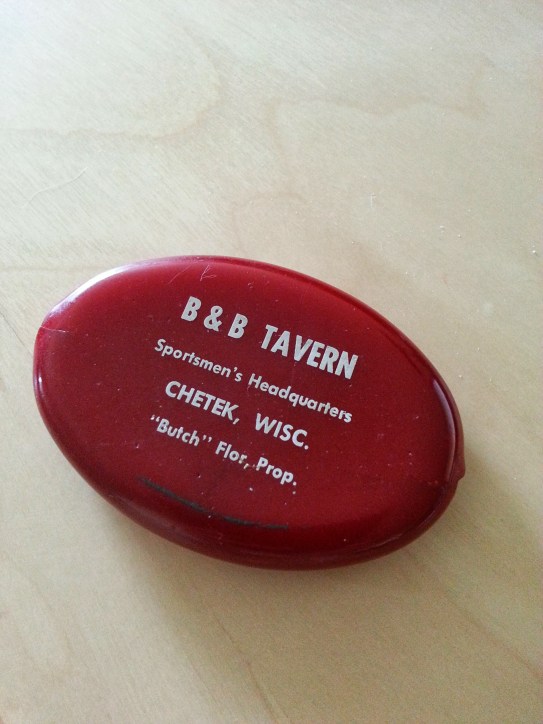 B & B TAVERN
Sportsmen's Headquarters
CHETEK, WISC.
"Butch" Flor, Prop.